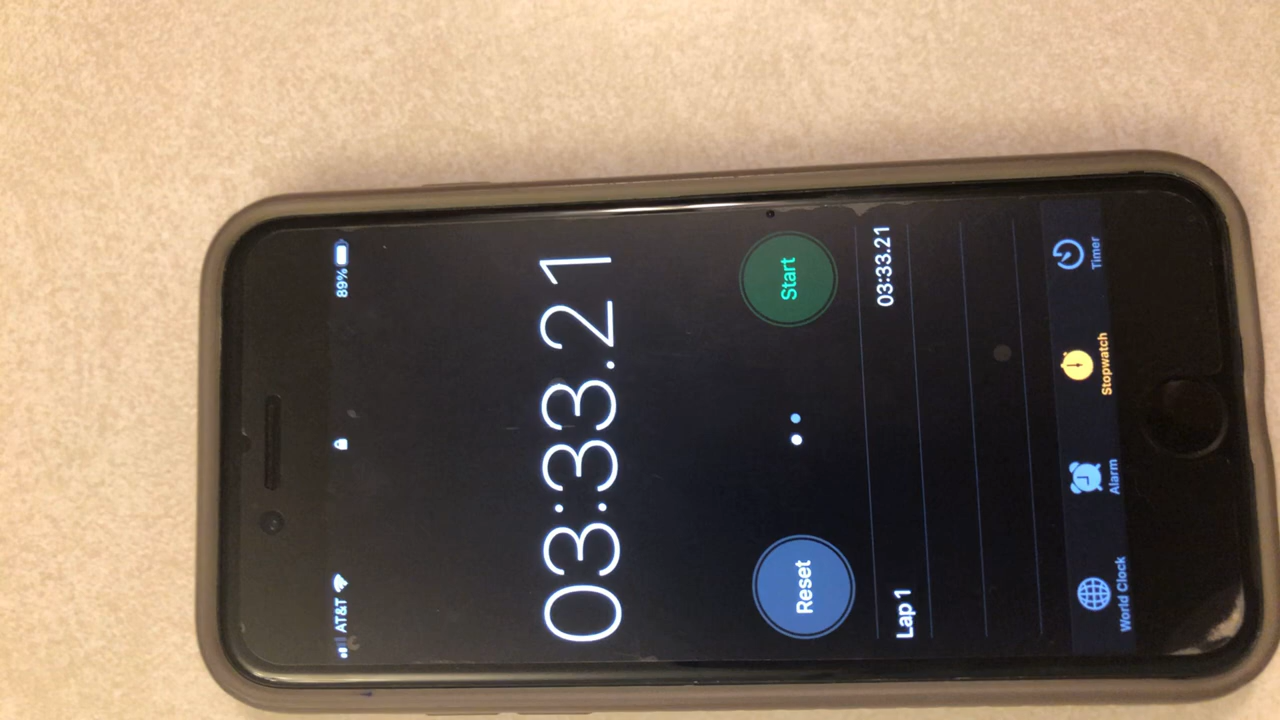 AT&T 89%
03:33.21
Reset Start
Lap 1 03:33.21
World Clock Alarm Stopwatch Timer